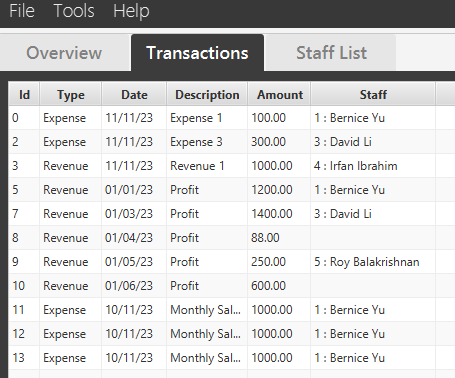 File Tools Help
Overview Transactions Staff List
Id Type Date Description Amount Staff
0 Expense 11/11/23 Expense 1 100.00 1 : Bernice Yu
2 Expense 11/11/23 Expense 3 300.00 3 : David Li
3 Revenue 11/11/23 Revenue 1 1000.00 4 : Irfan Ibrahim
5 Revenue 01/01/23 Profit 1200.00 1 : Bernice Yu
7 Revenue 01/03/23 Profit 1400.00 3 : David Li
8 Revenue 01/04/23 Profit 88.00
9 Revenue 01/05/23 Profit 250.00 5 : Roy Balakrishnan
10 Revenue 01/06/23 Profit 600.00
11 Expense 10/11/23 Monthly Sal... 1000.00 1 : Bernice Yu
12 Expense 10/11/23 Monthly Sal... 1000.00 1 : Bernice Yu
13 Expense 10/11/23 Monthly Sal... 1000.00 1 : Bernice Yu